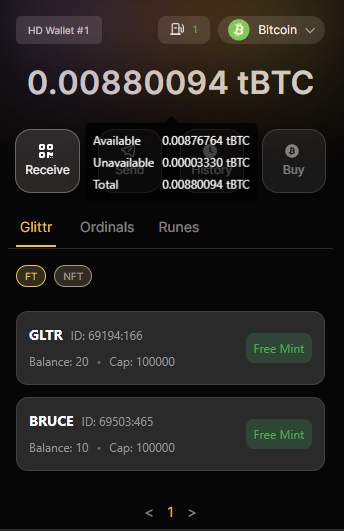 HD Wallet #1
1
Bitcoin
0.00880094 tBTC
Available 0.00876764 tBTC
Unavailable 0.00003330 tBTC
Total 0.00880094 tBTC
Receive
Send
History
Buy
Glittr
Ordinals
Runes
FT
NFT
GLTR ID: 69194:166
Balance: 20 • Cap: 100000
Free Mint
BRUCE ID: 69503:465
Balance: 10 • Cap: 100000
Free Mint
< 1 >